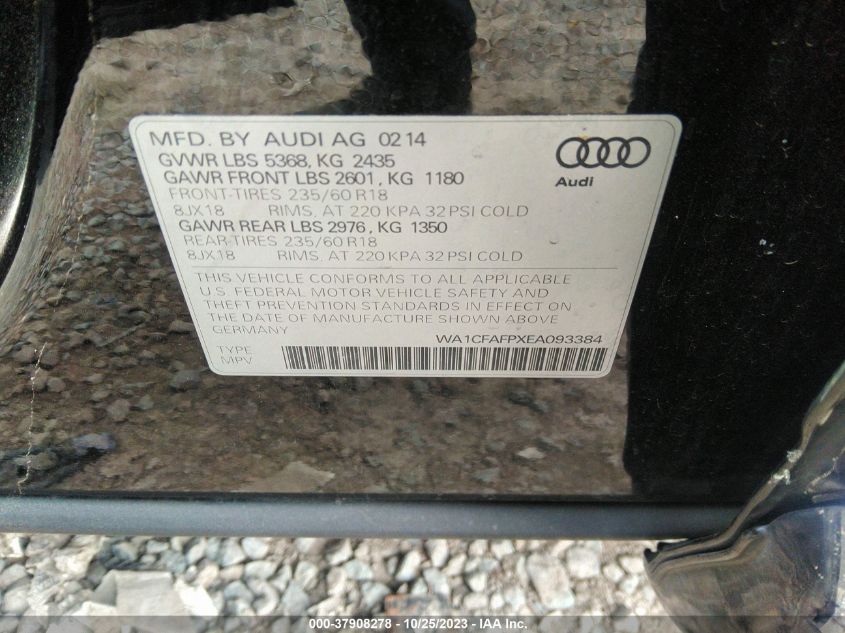 MFD. BY AUDI AG 02 14
GVWR LBS 5368, KG 2435
GAWR FRONT LBS 2601, KG 1180
FRONT-TIRES 235/60 R18
8JX18 RIMS, AT 220 KPA 32 PSI COLD
GAWR REAR LBS 2976, KG 1350
REAR-TIRES 235/60 R18
8JX18 RIMS, AT 220 KPA 32 PSI COLD
Audi
THIS VEHICLE CONFORMS TO ALL APPLICABLE
U.S. FEDERAL MOTOR VEHICLE SAFETY AND
THEFT PREVENTION STANDARDS IN EFFECT ON
THE DATE OF MANUFACTURE SHOWN ABOVE
GERMANY
WA1CFAFPXEA093384
TYPE
MPV
000-37908278 - 10/25/2023 - IAA Inc.